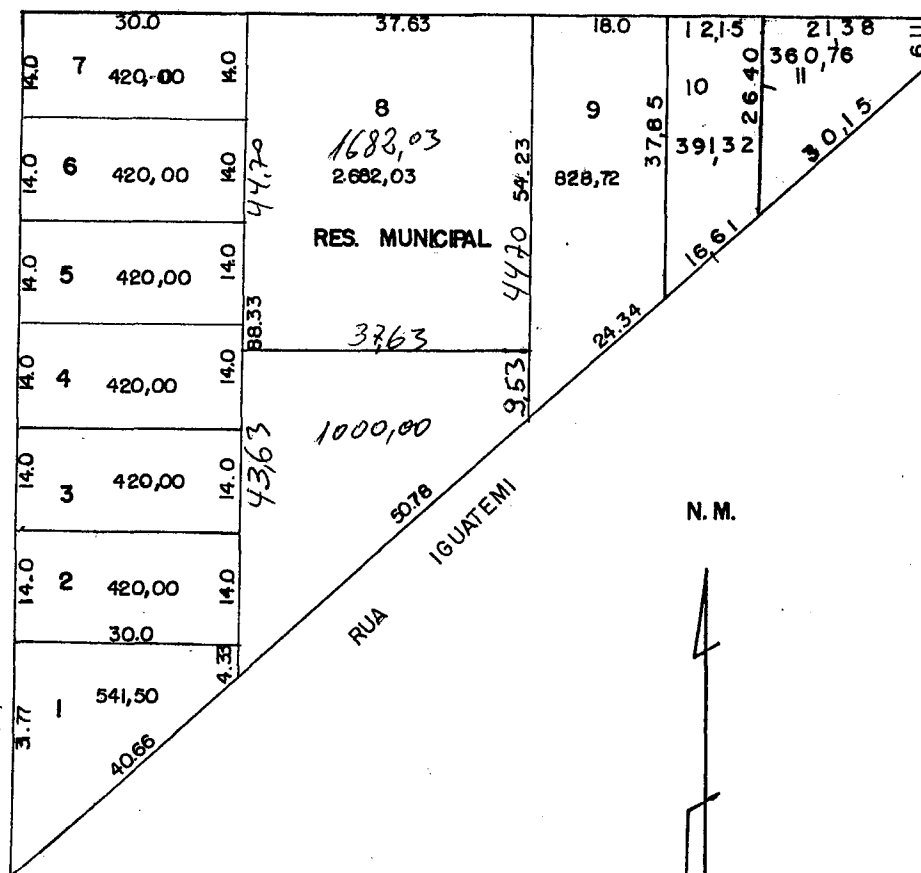 30.0 37.63 18.0 12,15 21,38
14.0 7 420,00 14.0
8
1682,03
2.682,03
RES. MUNICIPAL
44,70
88.33
54.23
44,70
37,63
9
828,72
37,85
10
391,32
26.40
360,76
11
6.11
30,15
16,61
24.34
14.0 6 420,00 14.0
14.0 5 420,00 14.0
14.0 4 420,00 14.0
9,53
1000,00
43,63
14.0 3 420,00 14.0
50.78
RUA IGUATEMI
N. M.
14.0 2 420,00 14.0
30.0
4.33
31.77 1 541,50
40.66